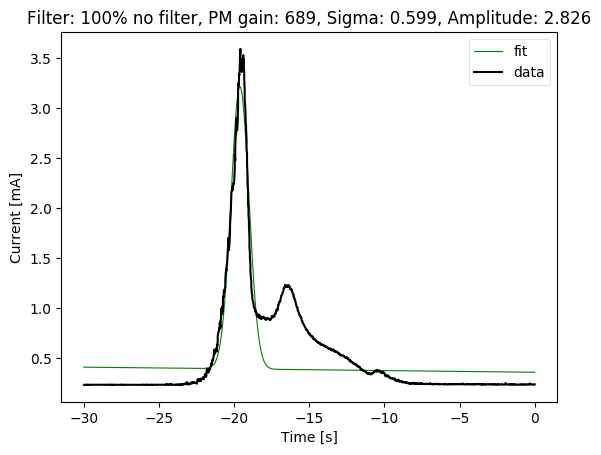 Filter: 100% no filter, PM gain: 689, Sigma: 0.599, Amplitude: 2.826
fit
data
3.5
3.0
2.5
2.0
1.5
1.0
0.5
Current [mA]
−30 −25 −20 −15 −10 −5 0
Time [s]